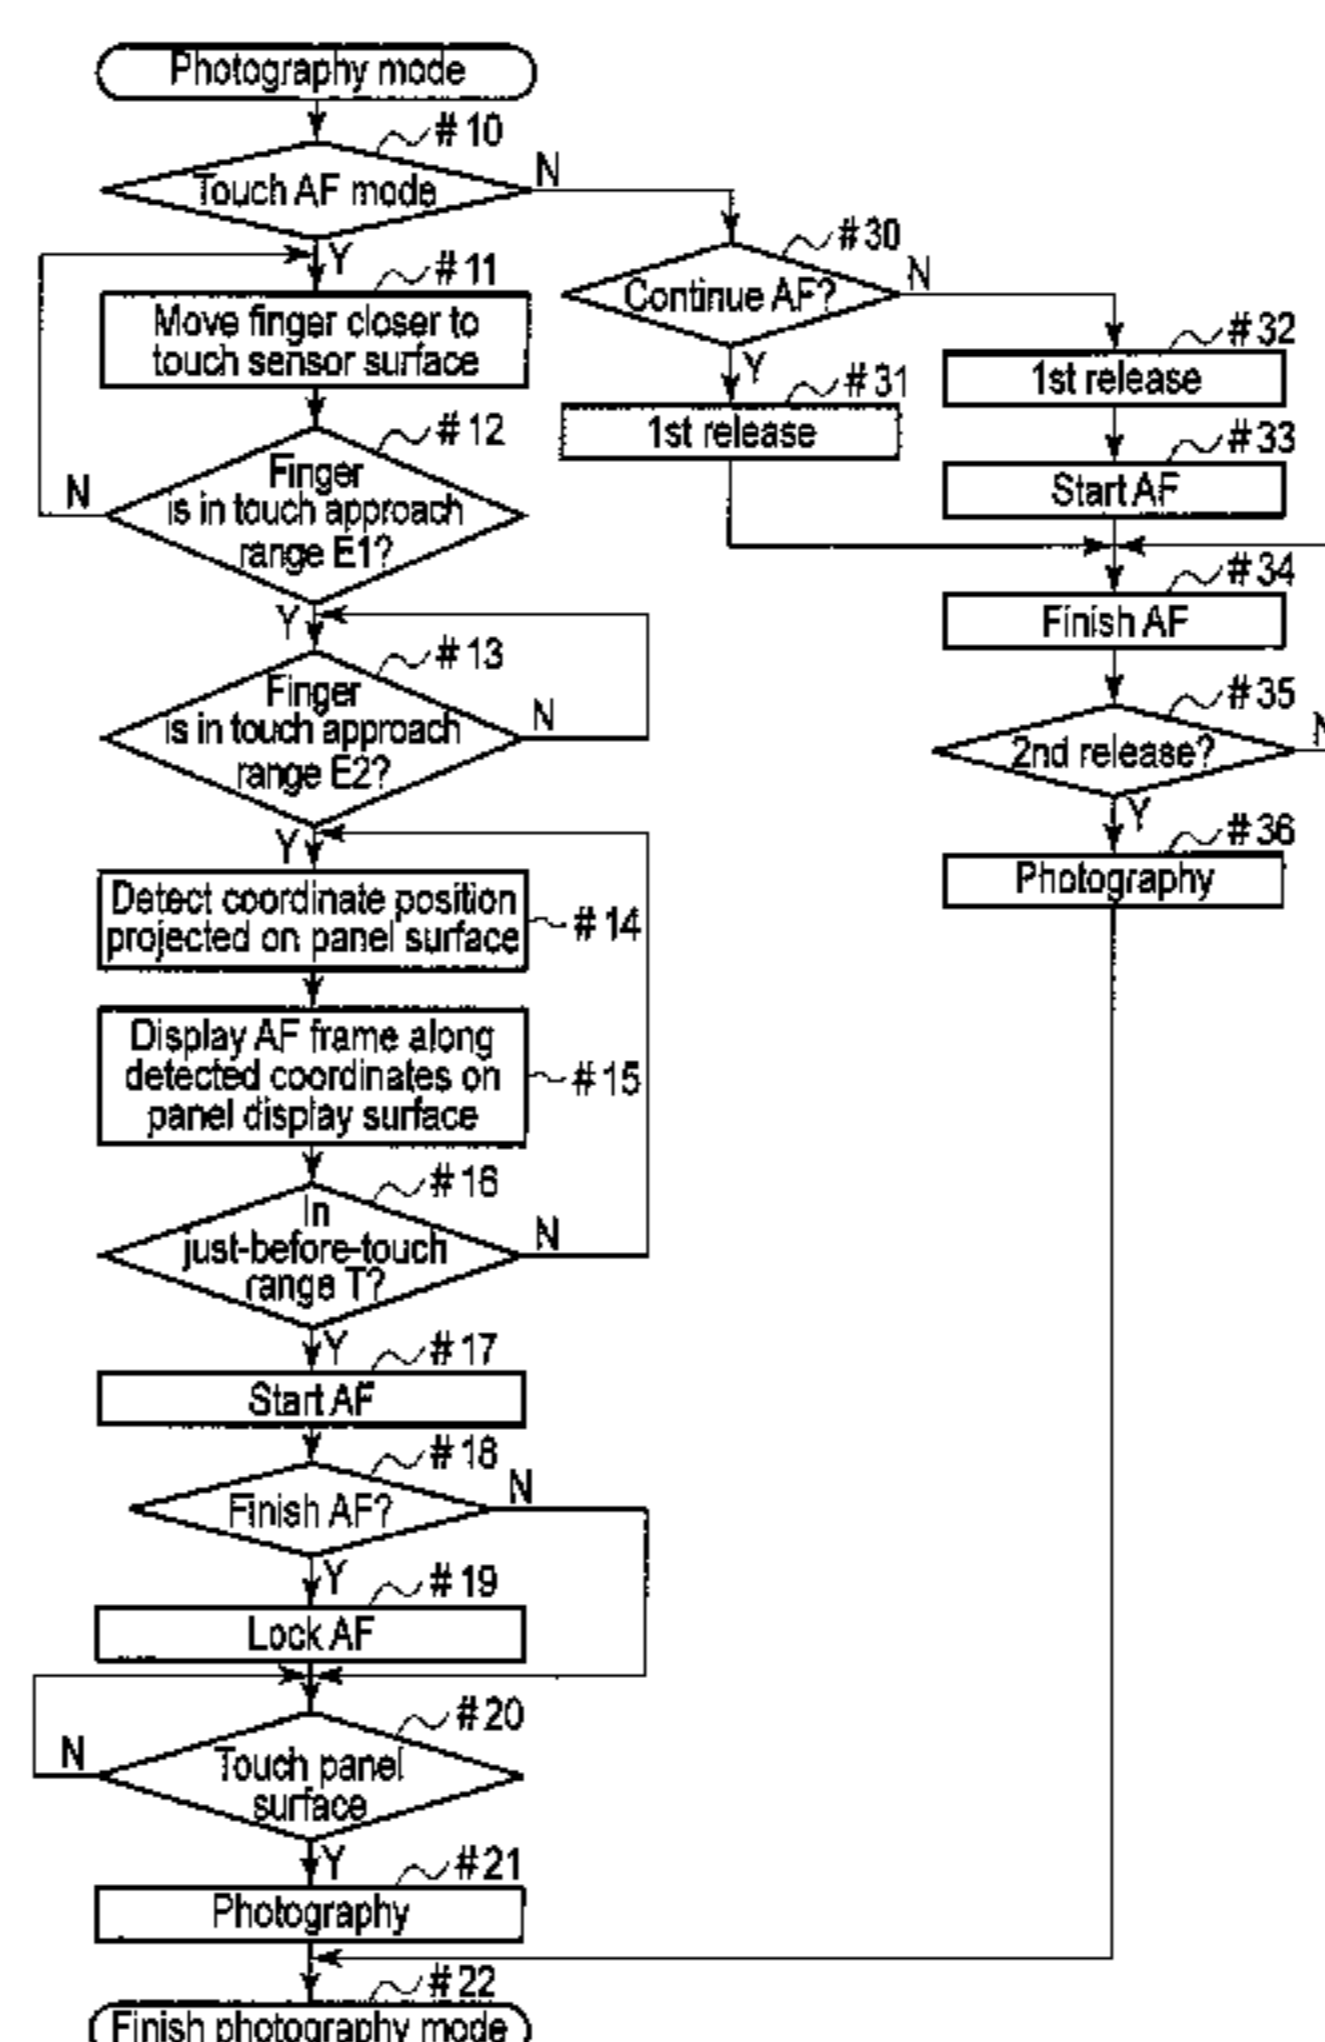 Photography mode
#10
Touch AF mode
N
Y
#11
Move finger closer to
touch sensor surface
#12
Finger
is in touch approach
range E1?
N
Y
#13
Finger
is in touch approach
range E2?
N
Y
Detect coordinate position
projected on panel surface
#14
Display AF frame along
detected coordinates on
panel display surface
#15
#16
In
just-before-touch
range T?
N
Y
#17
Start AF
#18
Finish AF?
N
Y
#19
Lock AF
#20
Touch panel
surface
N
Y
#21
Photography
#22
Finish photography mode
#30
Continue AF?
N
Y
#31
1st release
#32
1st release
#33
Start AF
#34
Finish AF
#35
2nd release?
N
Y
#36
Photography